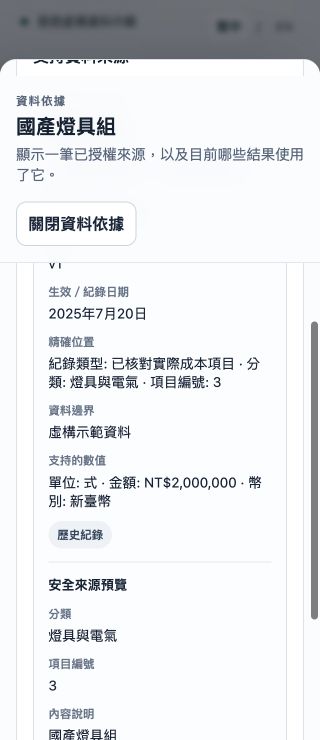 資料依據
國產燈具組
顯示一筆已授權來源，以及目前哪些結果使用
了它。
關閉資料依據
生效 / 紀錄日期
2025年7月20日
精確位置
紀錄類型: 已核對實際成本項目 · 分
類: 燈具與電氣 · 項目編號: 3
資料邊界
虛構示範資料
支持的數值
單位: 式 · 金額: NT$2,000,000 · 幣
別: 新臺幣
歷史紀錄
安全來源預覽
分類
燈具與電氣
項目編號
3
內容說明
國產燈具組